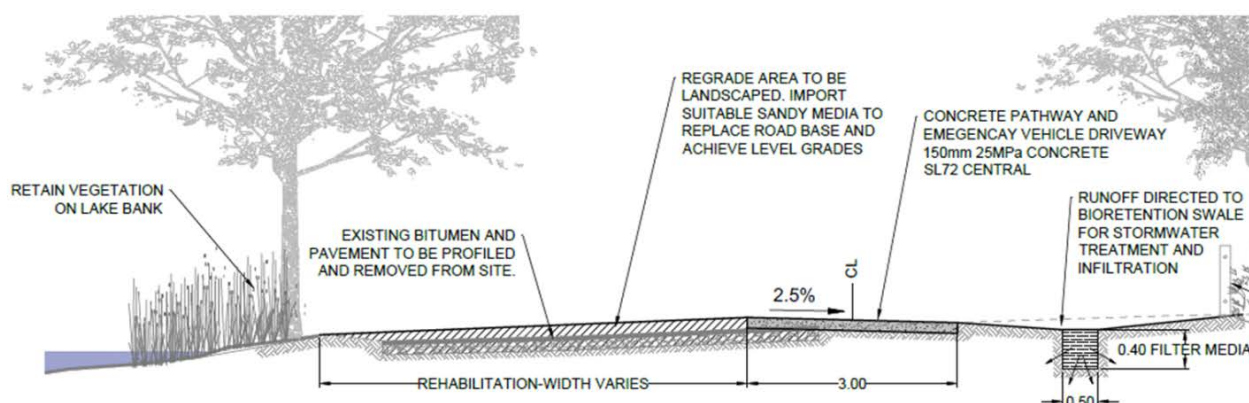 REGRADE AREA TO BE
LANDSCAPED. IMPORT
SUITABLE SANDY MEDIA TO
REPLACE ROAD BASE AND
ACHIEVE LEVEL GRADES
CONCRETE PATHWAY AND
EMEGENCAY VEHICLE DRIVEWAY
150mm 25MPa CONCRETE
SL72 CENTRAL
RETAIN VEGETATION
ON LAKE BANK
EXISTING BITUMEN AND
PAVEMENT TO BE PROFILED
AND REMOVED FROM SITE.
RUNOFF DIRECTED TO
BIORETENTION SWALE
FOR STORMWATER
TREATMENT AND
INFILTRATION
CL
2.5%
0.40 FILTER MEDIA
REHABILITATION-WIDTH VARIES
3.00
0.50